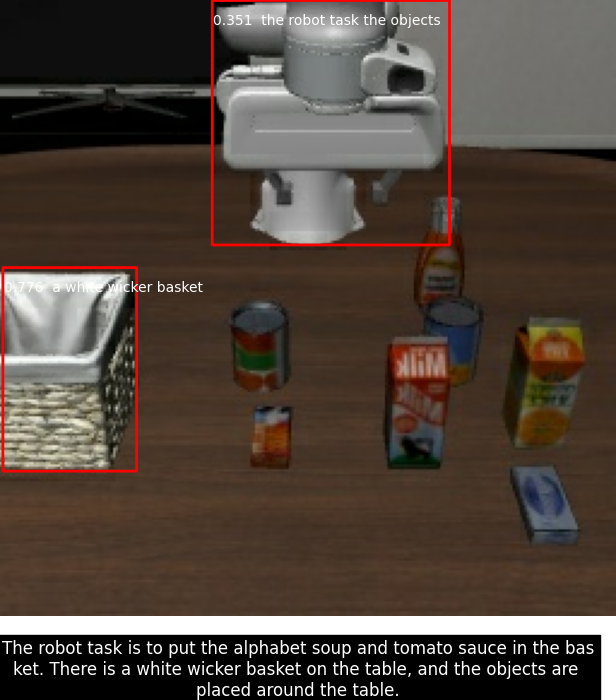 0.351 the robot task the objects
0.776 a white wicker basket
Milk
Milk
The robot task is to put the alphabet soup and tomato sauce in the bas
ket. There is a white wicker basket on the table, and the objects are
placed around the table.